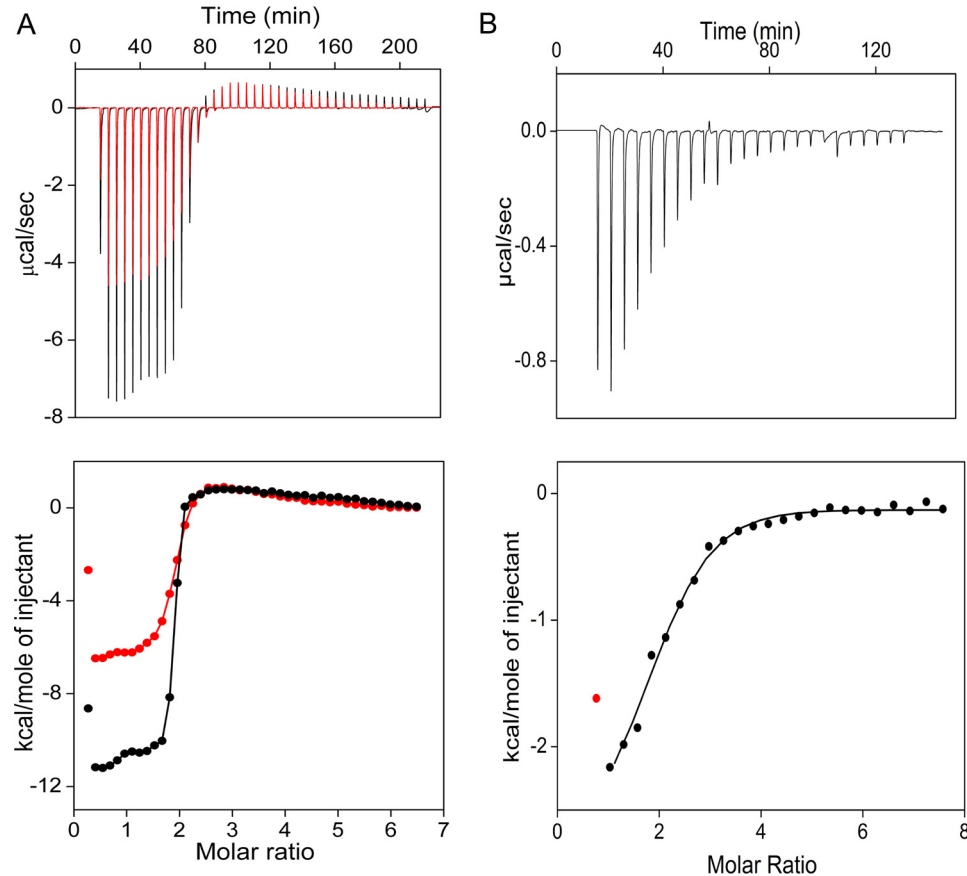 A
Time (min)
0 40 80 120 160 200
0
-2
-4
-6
-8
μcal/sec
0
-4
-8
-12
kcal/mole of injectant
0 1 2 3 4 5 6 7
Molar ratio
B
Time (min)
0 40 80 120
0.0
-0.4
-0.8
μcal/sec
0
-1
-2
kcal/mole of injectant
0 2 4 6 8
Molar Ratio